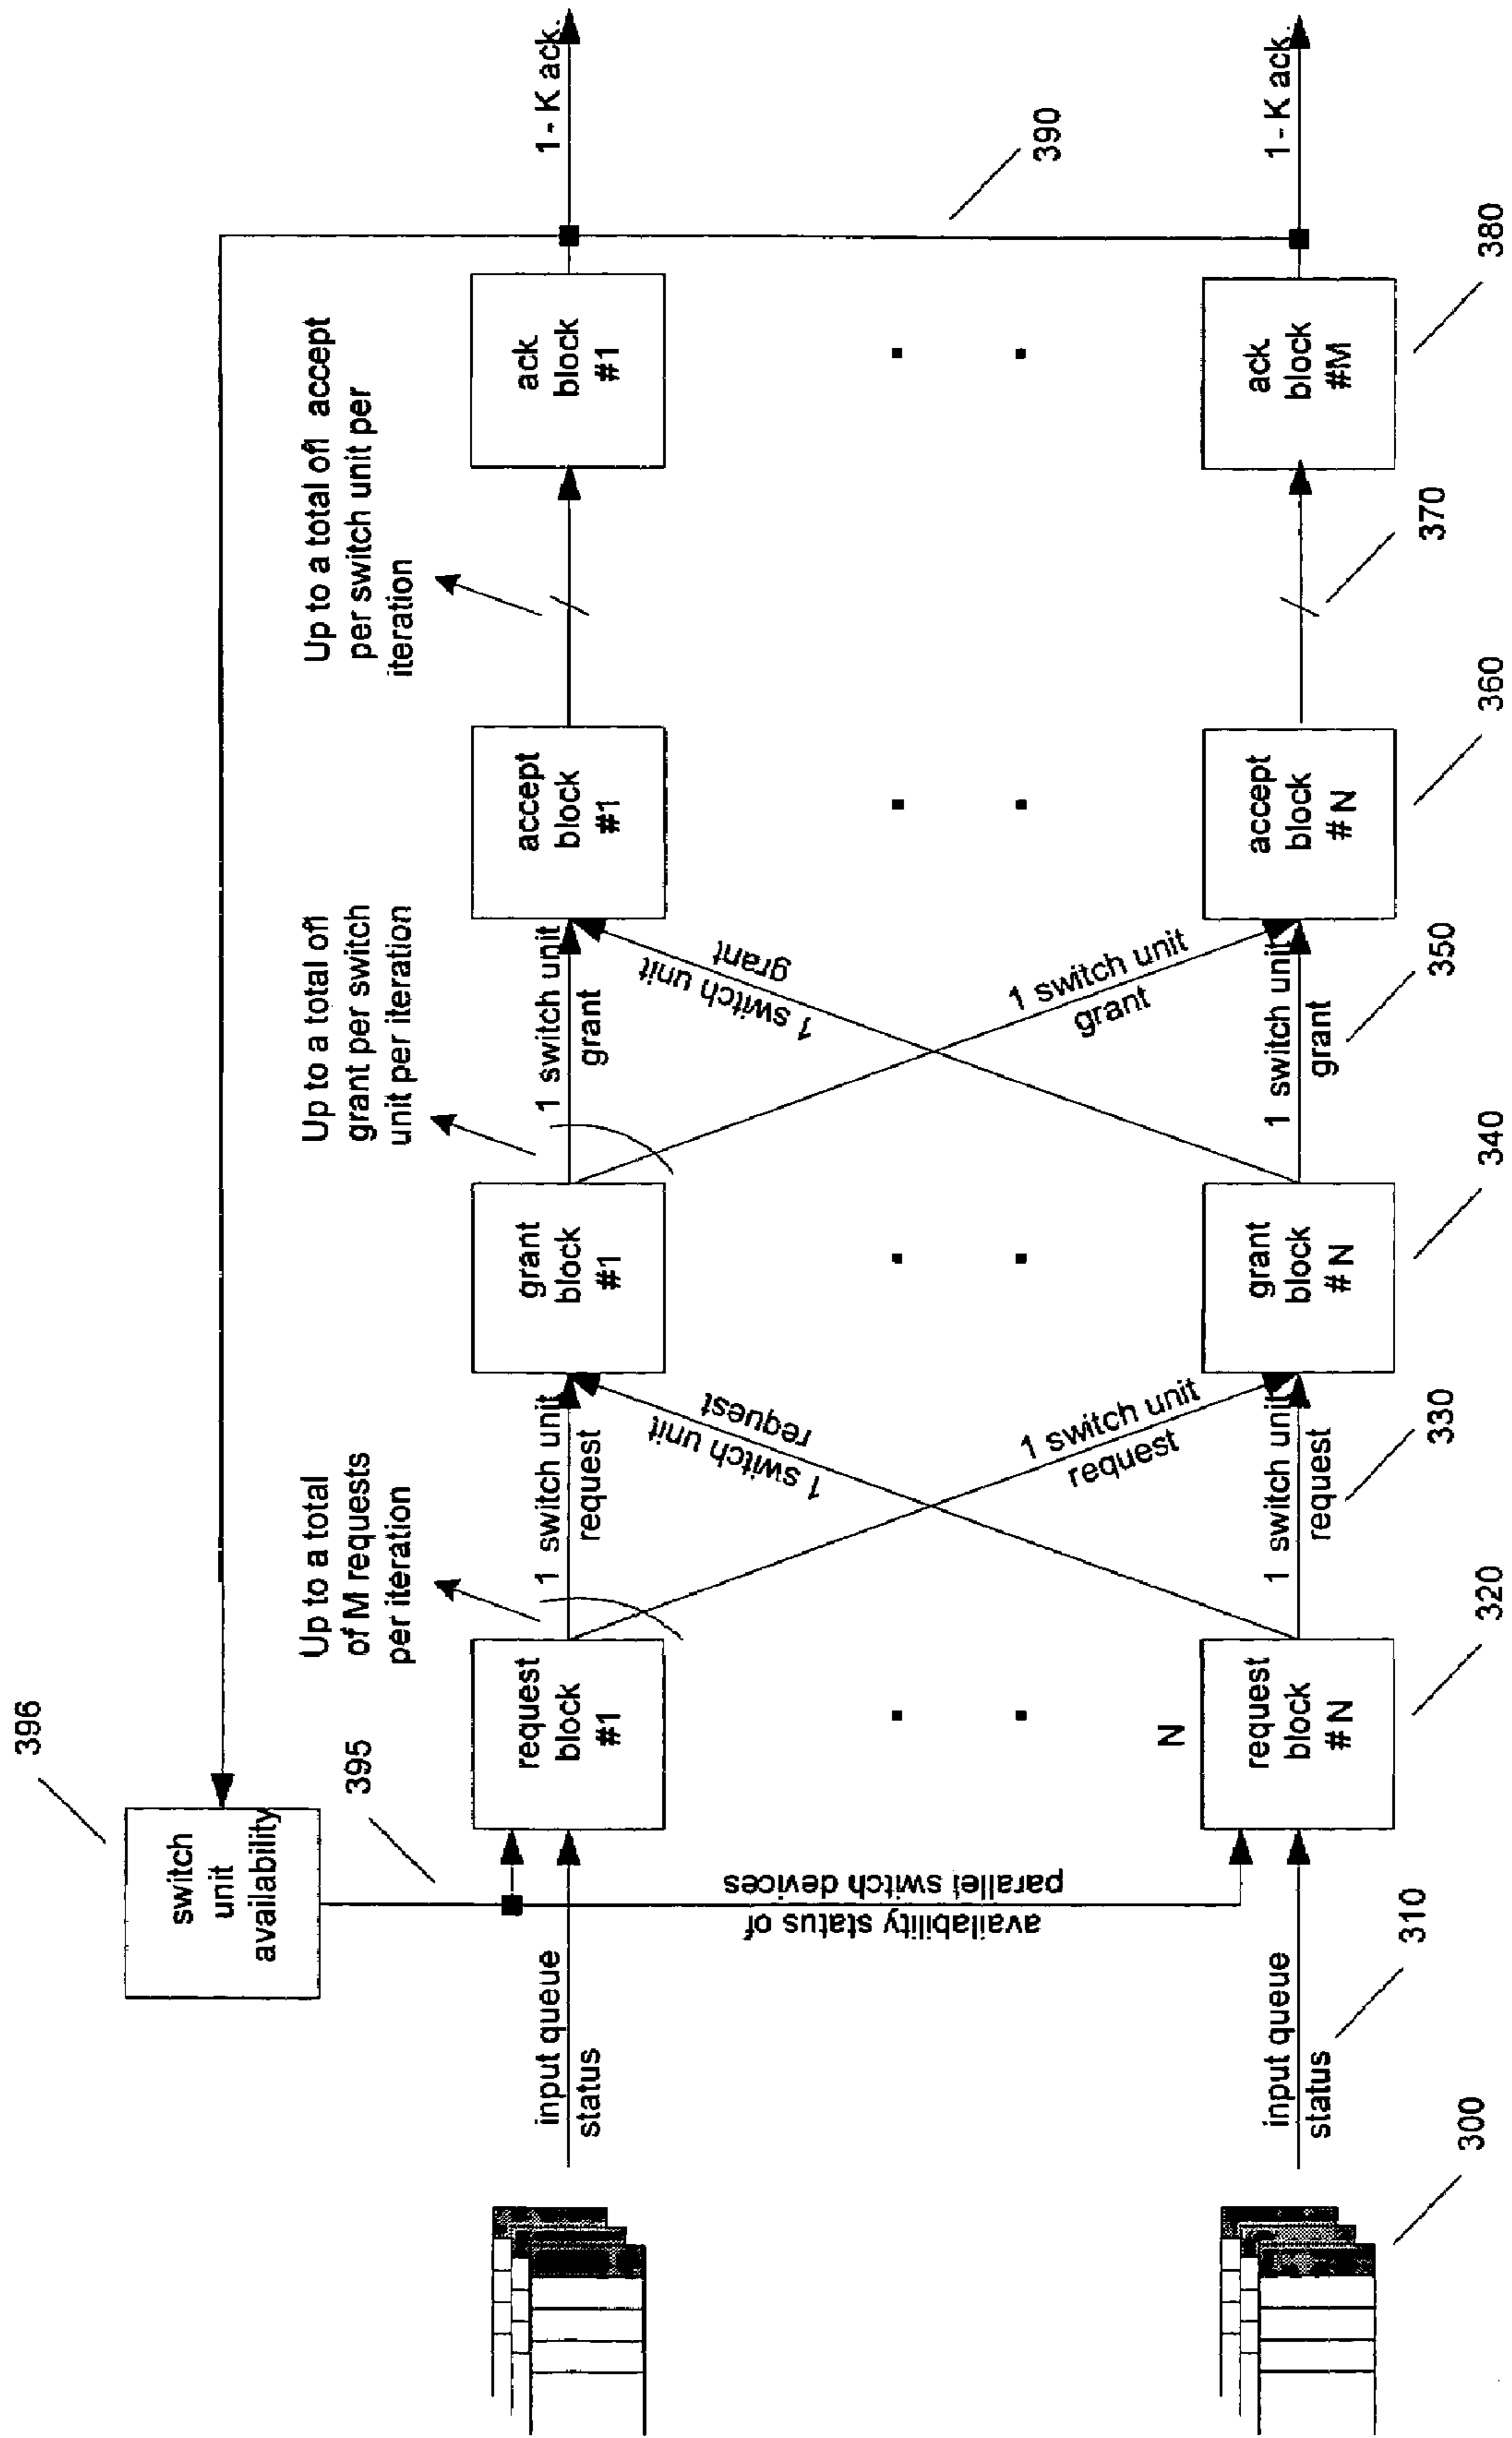 396
switch
unit
availability
395
Up to a total
of M requests
per iteration
Up to a total of1
grant per switch
unit per iteration
Up to a total of1 accept
per switch unit per
iteration
input queue
status
request
block
#1
1 switch unit
request
grant
block
#1
1 switch unit
grant
accept
block
#1
ack
block
#1
1 - K ack.
availability status of
parallel switch devices
1 switch unit
request
1 switch unit
request
1 switch unit
grant
1 switch unit
grant
390
N
input queue
status
request
block
# N
1 switch unit
request
grant
block
# N
1 switch unit
grant
accept
block
# N
ack
block
#M
1 - K ack.
300
310
320
330
340
350
360
370
380